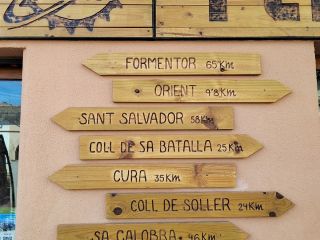 FORMENTOR 65Km
ORIENT 9'8Km
SANT SALVADOR 58Km
COLL DE SA BATALLA 25Km
CURA 35Km
COLL DE SOLLER 24Km
SA CALOBRA 46Km